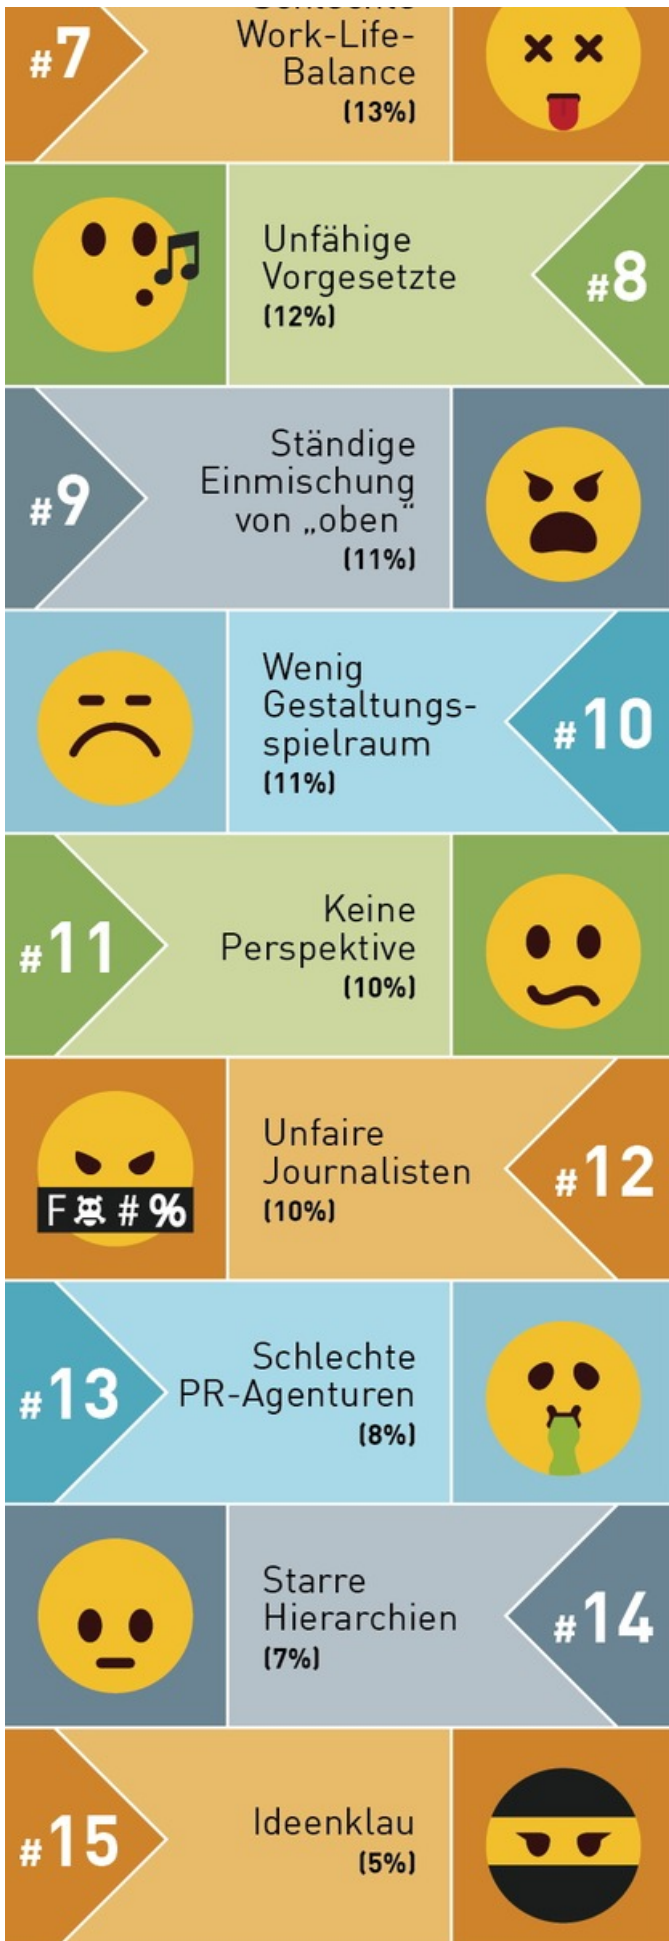 #7
Work-Life-
Balance
(13%)
Unfähige
Vorgesetzte
(12%)
#8
#9
Ständige
Einmischung
von „oben“
(11%)
Wenig
Gestaltungs-
spielraum
(11%)
#10
#11
Keine
Perspektive
(10%)
F☠#%
Unfaire
Journalisten
(10%)
#12
#13
Schlechte
PR-Agenturen
(8%)
Starre
Hierarchien
(7%)
#14
#15
Ideenklau
(5%)